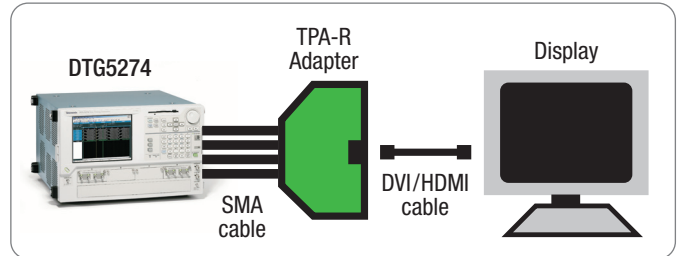 DTG5274
TPA-R
Adapter
Display
SMA
cable
DVI/HDMI
cable